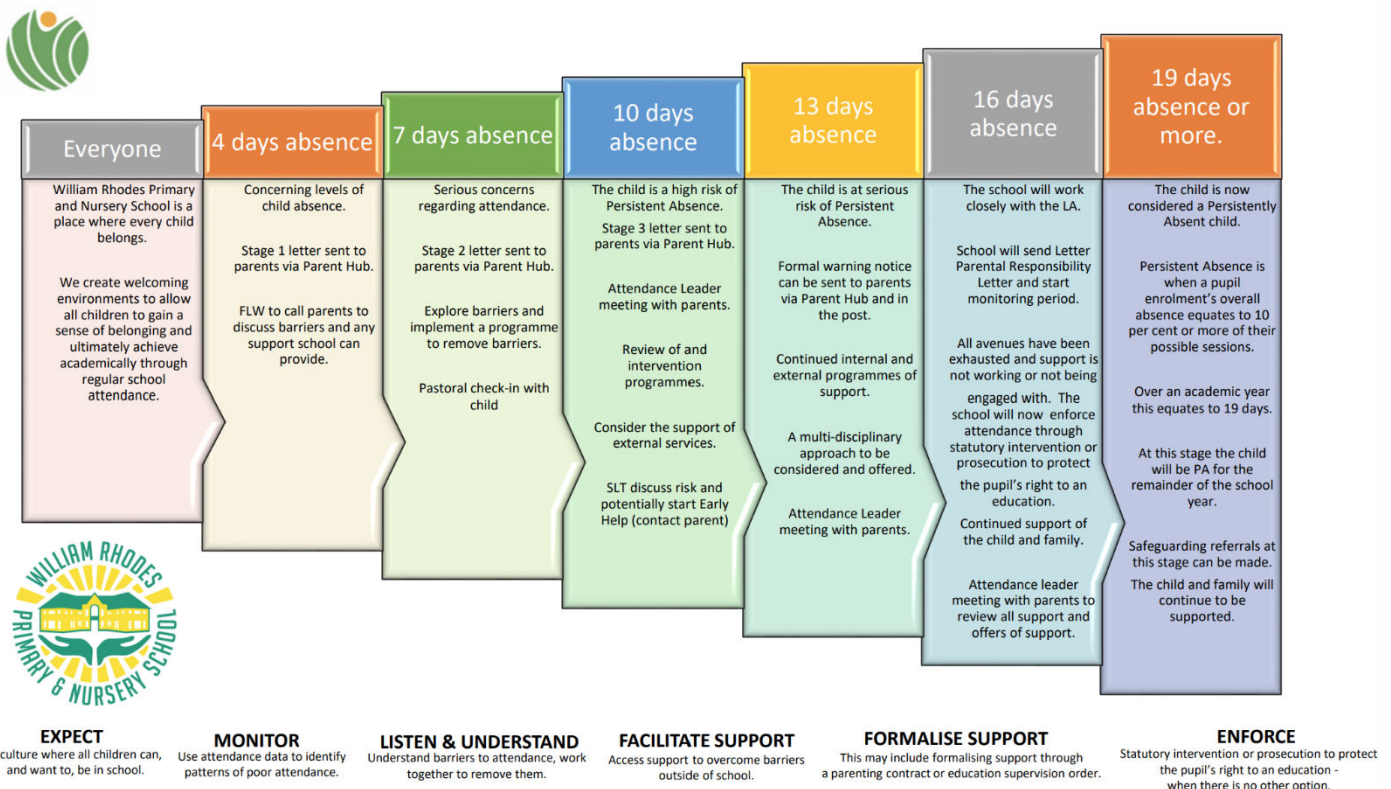 Everyone
William Rhodes Primary
and Nursery School is a
place where every child
belongs.
We create welcoming
environments to allow
all children to gain a
sense of belonging and
ultimately achieve
academically through
regular school
attendance.
4 days absence
Concerning levels of
child absence.
Stage 1 letter sent to
parents via Parent Hub.
FLW to call parents to
discuss barriers and any
support school can
provide.
7 days absence
Serious concerns
regarding attendance.
Stage 2 letter sent to
parents via Parent Hub.
Explore barriers and
implement a programme
to remove barriers.
Pastoral check-in with
child
10 days
absence
The child is a high risk of
Persistent Absence.
Stage 3 letter sent to
parents via Parent Hub.
Attendance Leader
meeting with parents.
Review of and
intervention
programmes.
Consider the support of
external services.
SLT discuss risk and
potentially start Early
Help (contact parent)
13 days
absence
The child is at serious
risk of Persistent
Absence.
Formal warning notice
can be sent to parents
via Parent Hub and in
the post.
Continued internal and
external programmes of
support.
A multi-disciplinary
approach to be
considered and offered.
Attendance Leader
meeting with parents.
16 days
absence
The school will work
closely with the LA.
School will send Letter
Parental Responsibility
Letter and start
monitoring period.
All avenues have been
exhausted and support is
not working or not being
engaged with. The
school will now enforce
attendance through
statutory intervention or
prosecution to protect
the pupil's right to an
education.
Continued support of
the child and family.
Attendance leader
meeting with parents to
review all support and
offers of support.
19 days
absence or
more.
The child is now
considered a Persistently
Absent child.
Persistent Absence is
when a pupil
enrolment's overall
absence equates to 10
per cent or more of their
possible sessions.
Over an academic year
this equates to 19 days.
At this stage the child
will be PA for the
remainder of the school
year.
Safeguarding referrals at
this stage can be made.
The child and family will
continue to be
supported.
WILLIAM RHODES
PRIMARY & NURSERY SCHOOL
EXPECT
culture where all children can,
and want to, be in school.
MONITOR
Use attendance data to identify
patterns of poor attendance.
LISTEN & UNDERSTAND
Understand barriers to attendance, work
together to remove them.
FACILITATE SUPPORT
Access support to overcome barriers
outside of school.
FORMALISE SUPPORT
This may include formalising support through
a parenting contract or education supervision order.
ENFORCE
Statutory intervention or prosecution to protect
the pupil's right to an education -
when there is no other option.